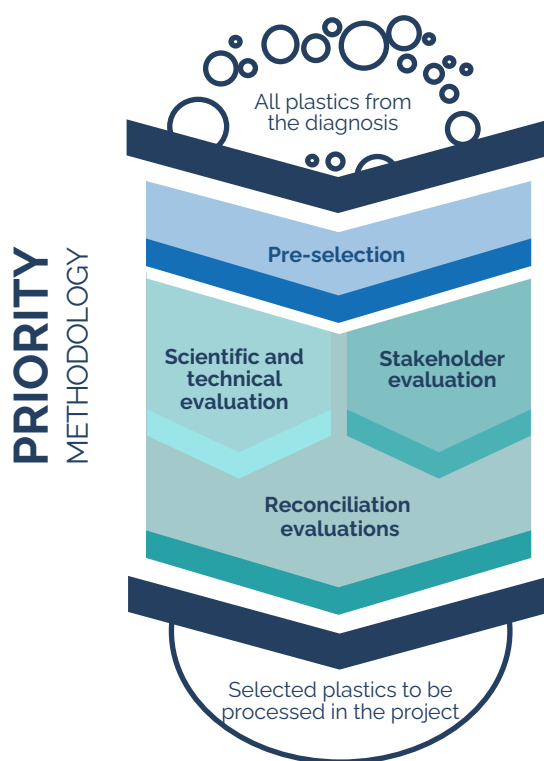 All plastics from
the diagnosis
PRIORITY
METHODOLOGY
Pre-selection
Scientific and
technical
evaluation
Stakeholder
evaluation
Reconciliation
evaluations
Selected plastics to be
processed in the project